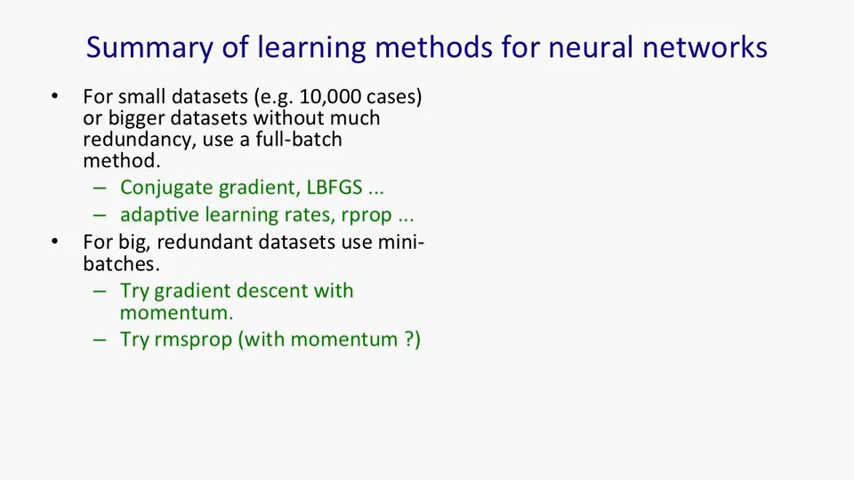 Summary of learning methods for neural networks
• For small datasets (e.g. 10,000 cases)
or bigger datasets without much
redundancy, use a full-batch
method.
– Conjugate gradient, LBFGS ...
– adaptive learning rates, rprop ...
• For big, redundant datasets use mini-
batches.
– Try gradient descent with
momentum.
– Try rmsprop (with momentum ?)